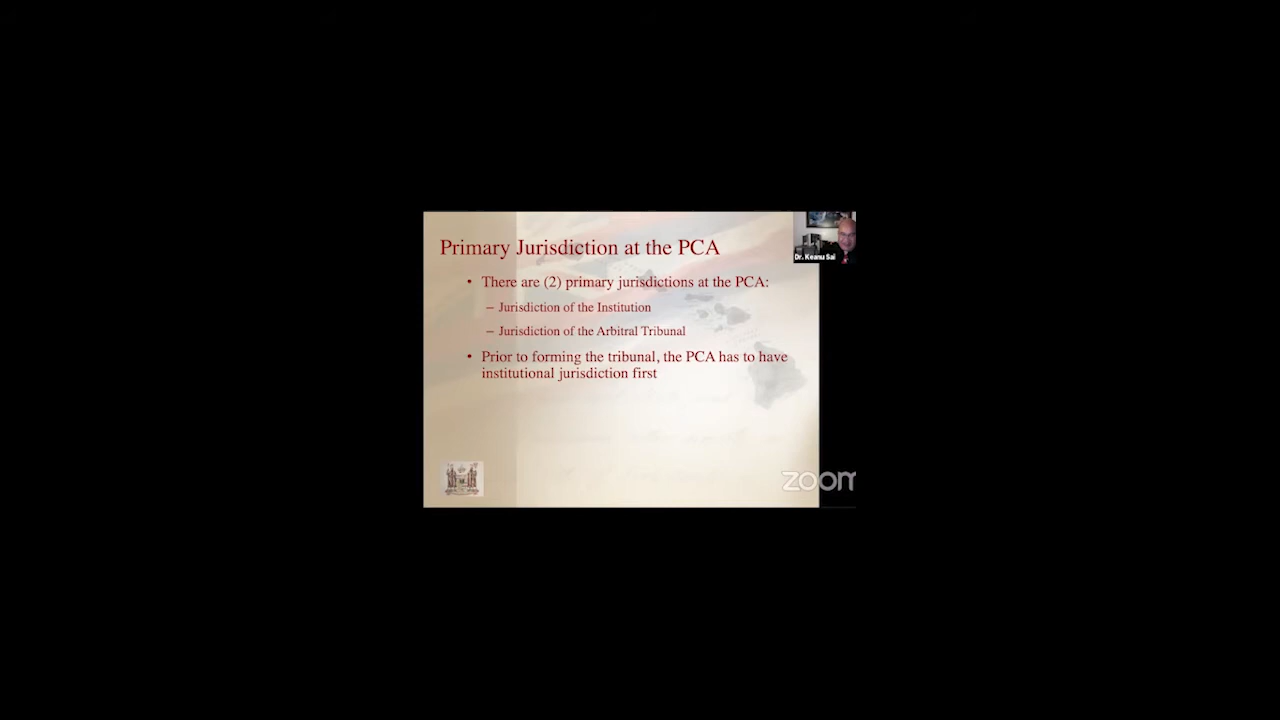 Primary Jurisdiction at the PCA
Dr. Keanu Sai
• There are (2) primary jurisdictions at the PCA:
– Jurisdiction of the Institution
– Jurisdiction of the Arbitral Tribunal
• Prior to forming the tribunal, the PCA has to have
institutional jurisdiction first
zoom